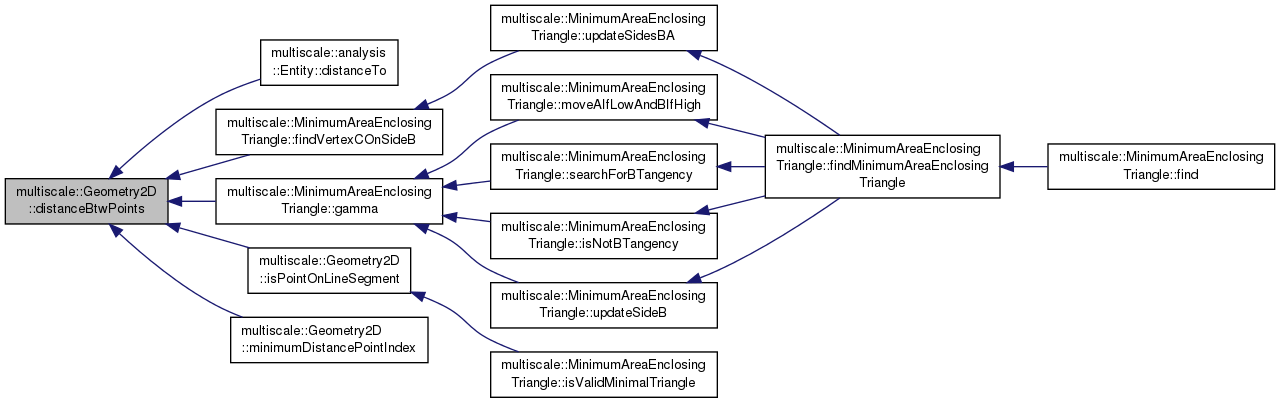 multiscale::Geometry2D
::distanceBtwPoints
multiscale::analysis
::Entity::distanceTo
multiscale::MinimumAreaEnclosing
Triangle::findVertexCOnSideB
multiscale::MinimumAreaEnclosing
Triangle::gamma
multiscale::Geometry2D
::isPointOnLineSegment
multiscale::Geometry2D
::minimumDistancePointIndex
multiscale::MinimumAreaEnclosing
Triangle::updateSidesBA
multiscale::MinimumAreaEnclosing
Triangle::moveAIfLowAndBIfHigh
multiscale::MinimumAreaEnclosing
Triangle::searchForBTangency
multiscale::MinimumAreaEnclosing
Triangle::isNotBTangency
multiscale::MinimumAreaEnclosing
Triangle::updateSideB
multiscale::MinimumAreaEnclosing
Triangle::isValidMinimalTriangle
multiscale::MinimumAreaEnclosing
Triangle::findMinimumAreaEnclosing
Triangle
multiscale::MinimumAreaEnclosing
Triangle::find